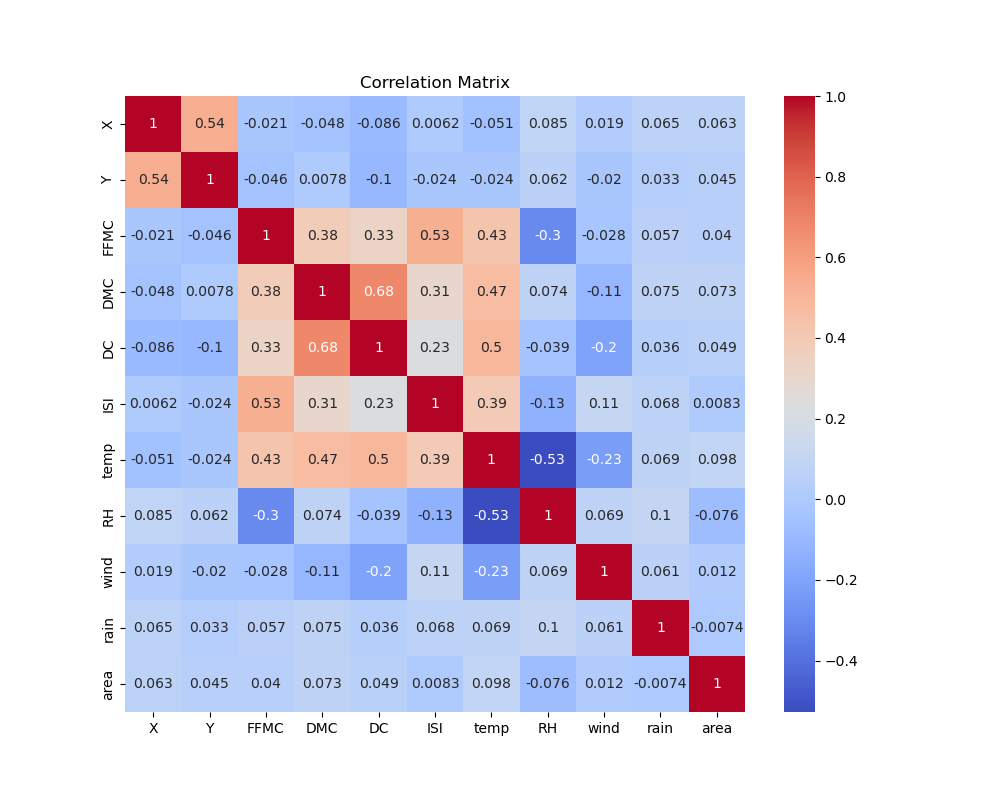 Correlation Matrix
X 1 0.54 -0.021 -0.048 -0.086 0.0062 -0.051 0.085 0.019 0.065 0.063
Y 0.54 1 -0.046 0.0078 -0.1 -0.024 -0.024 0.062 -0.02 0.033 0.045
FFMC -0.021 -0.046 1 0.38 0.33 0.53 0.43 -0.3 -0.028 0.057 0.04
DMC -0.048 0.0078 0.38 1 0.68 0.31 0.47 0.074 -0.11 0.075 0.073
DC -0.086 -0.1 0.33 0.68 1 0.23 0.5 -0.039 -0.2 0.036 0.049
ISI 0.0062 -0.024 0.53 0.31 0.23 1 0.39 -0.13 0.11 0.068 0.0083
temp -0.051 -0.024 0.43 0.47 0.5 0.39 1 -0.53 -0.23 0.069 0.098
RH 0.085 0.062 -0.3 0.074 -0.039 -0.13 -0.53 1 0.069 0.1 -0.076
wind 0.019 -0.02 -0.028 -0.11 -0.2 0.11 -0.23 0.069 1 0.061 0.012
rain 0.065 0.033 0.057 0.075 0.036 0.068 0.069 0.1 0.061 1 -0.0074
area 0.063 0.045 0.04 0.073 0.049 0.0083 0.098 -0.076 0.012 -0.0074 1
X Y FFMC DMC DC ISI temp RH wind rain area
1.0
0.8
0.6
0.4
0.2
0.0
−0.2
−0.4